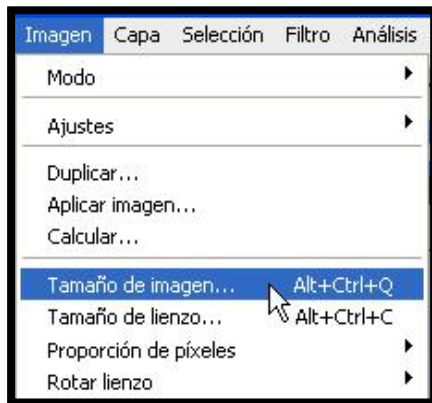 Imagen Capa Selección Filtro Análisis
Modo
Ajustes
Duplicar...
Aplicar imagen...
Calcular...
Tamaño de imagen... Alt+Ctrl+Q
Tamaño de lienzo... Alt+Ctrl+C
Proporción de píxeles
Rotar lienzo